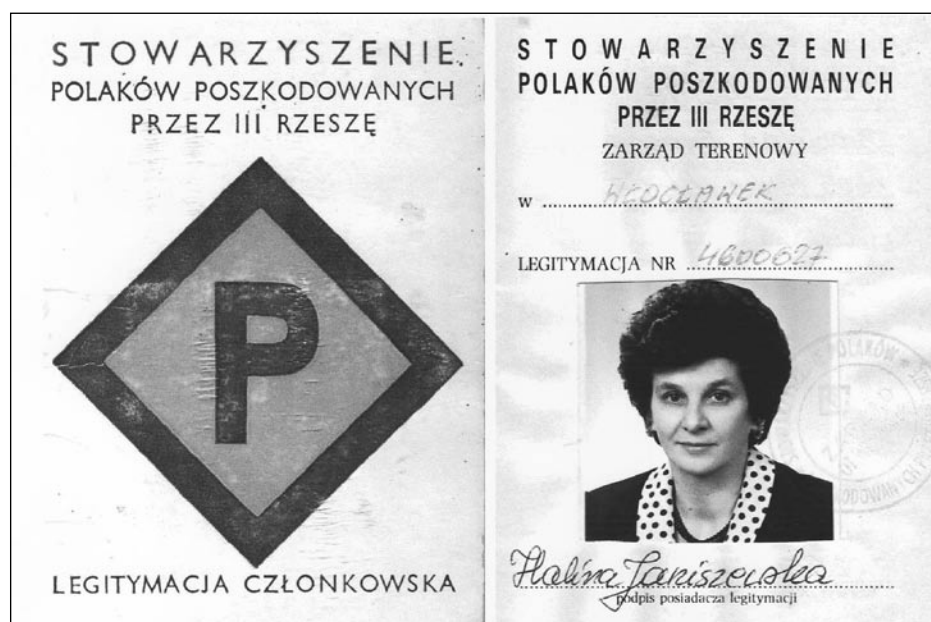 STOWARZYSZENIE
POLAKÓW POSZKODOWANYCH
PRZEZ III RZESZĘ
P
LEGITYMACJA CZŁONKOWSKA
STOWARZYSZENIE
POLAKÓW POSZKODOWANYCH
PRZEZ III RZESZĘ
ZARZĄD TERENOWY
w WŁOCŁAWEK
LEGITYMACJA NR 4600627
POLAKÓW
Halina Janiszewska
podpis posiadacza legitymacji